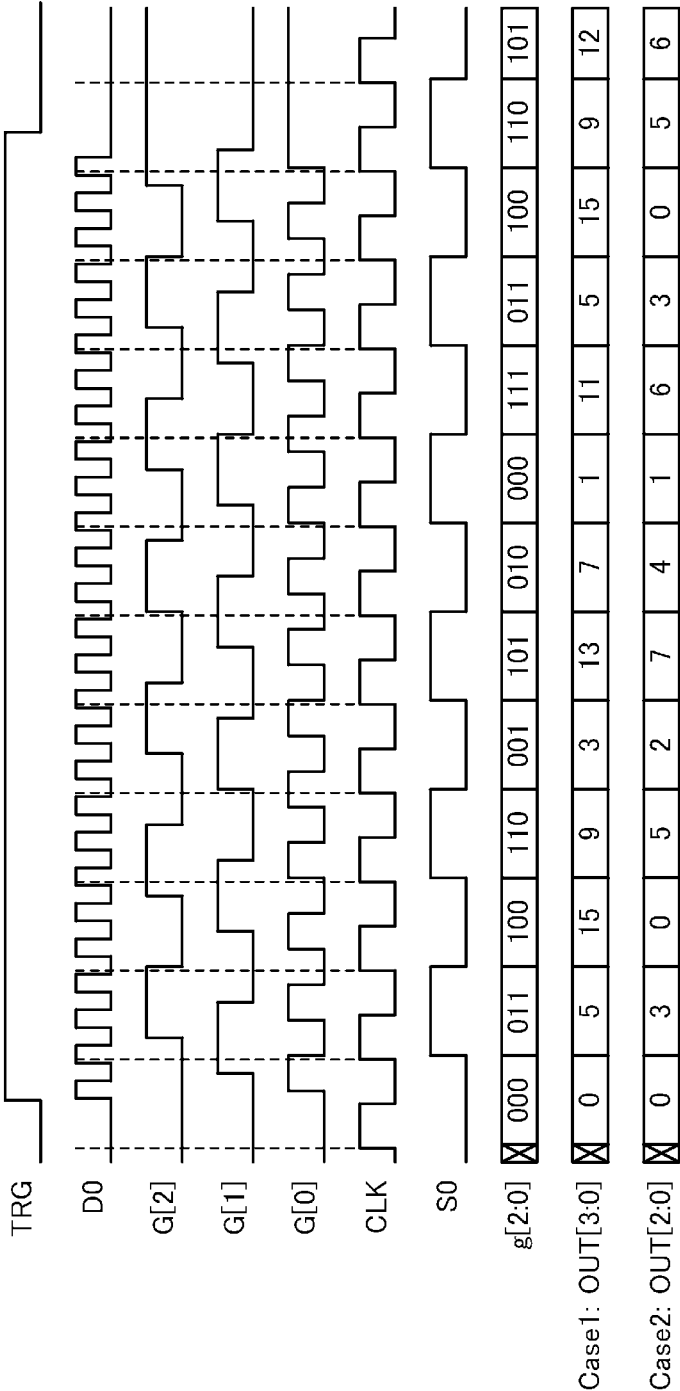 TRG
D0
G[2]
G[1]
G[0]
CLK
S0
g[2:0] 000 011 100 110 001 101 010 000 111 011 100 110 101
Case1: OUT[3:0] 0 5 15 9 3 13 7 1 11 5 15 9 12
Case2: OUT[2:0] 0 3 0 5 2 7 4 1 6 3 0 5 6